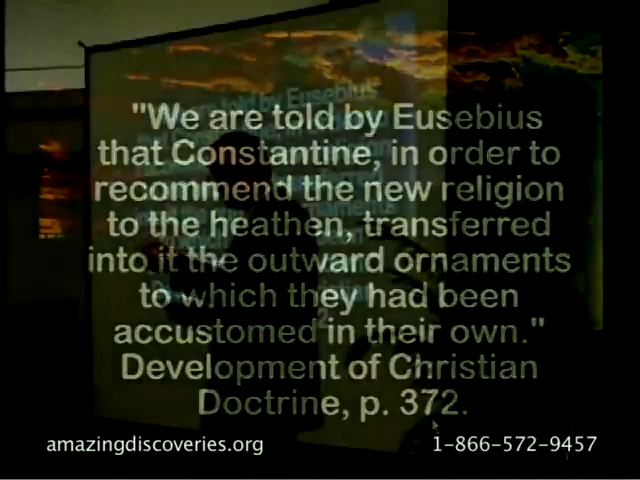 "We are told by Eusebius
that Constantine, in order to
recommend the new religion
to the heathen, transferred
into it the outward ornaments
to which they had been
accustomed in their own."
Development of Christian
Doctrine, p. 372.
amazingdiscoveries.org
1-866-572-9457